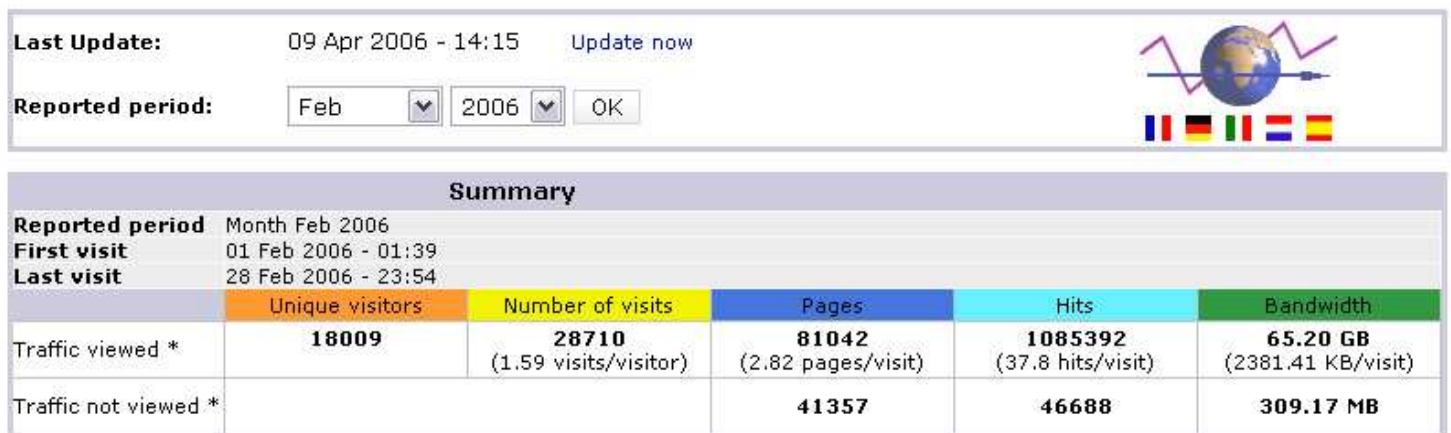 Last Update: 09 Apr 2006 - 14:15 Update now
Reported period: Feb 2006 OK
Summary
Reported period Month Feb 2006
First visit 01 Feb 2006 - 01:39
Last visit 28 Feb 2006 - 23:54
Unique visitors Number of visits Pages Hits Bandwidth
Traffic viewed * 18009 28710 81042 1085392 65.20 GB
(1.59 visits/visitor) (2.82 pages/visit) (37.8 hits/visit) (2381.41 KB/visit)
Traffic not viewed * 41357 46688 309.17 MB